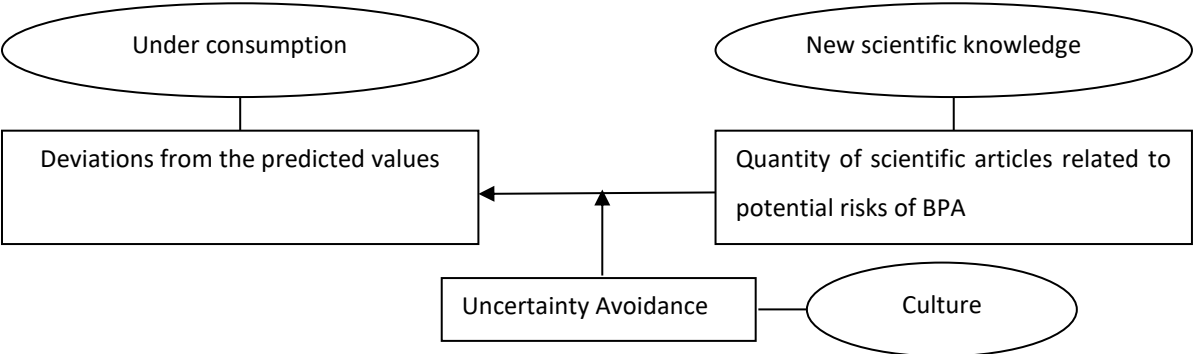 Under consumption
New scientific knowledge
Deviations from the predicted values
Quantity of scientific articles related to
potential risks of BPA
Uncertainty Avoidance
Culture